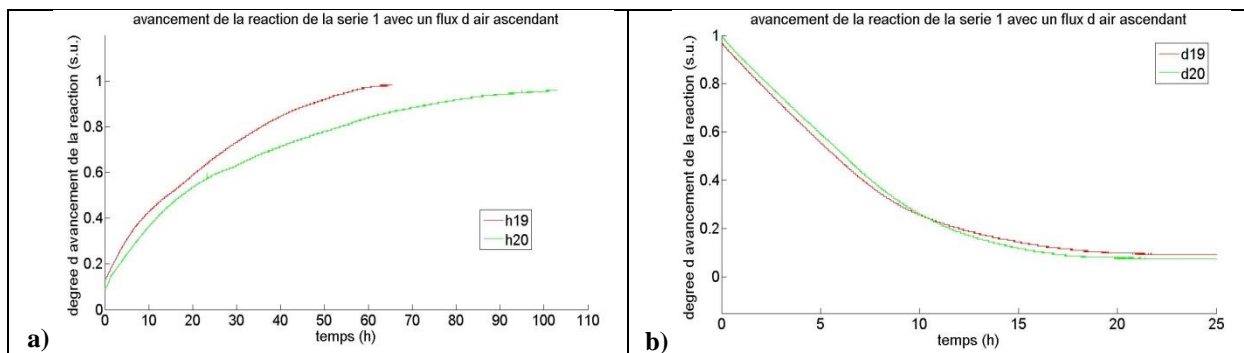 avancement de la reaction de la serie 1 avec un flux d air ascendant
degree d avancement de la reaction (s.u.)
1
0.8
0.6
0.4
0.2
0
0 10 20 30 40 50 60 70 80 90 100 110
temps (h)
h19
h20
a)
avancement de la reaction de la serie 1 avec un flux d air ascendant
degree d avancement de la reaction (s.u.)
1
0.8
0.6
0.4
0.2
0
0 5 10 15 20 25
temps (h)
d19
d20
b)